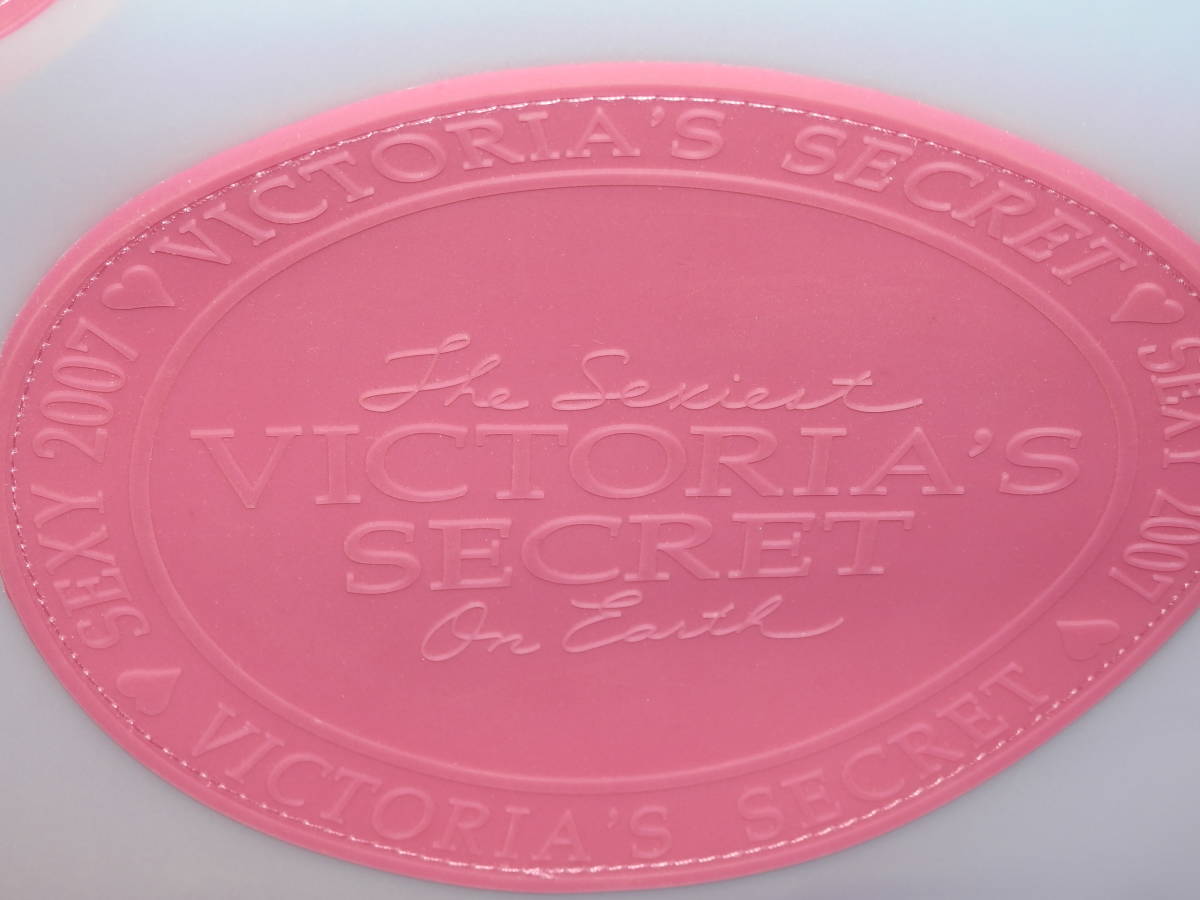 VICTORIA'S SECRET
SEXY 2007
The Sexiest
VICTORIA'S
SECRET
On Earth
SEXY 2007
VICTORIA'S SECRET